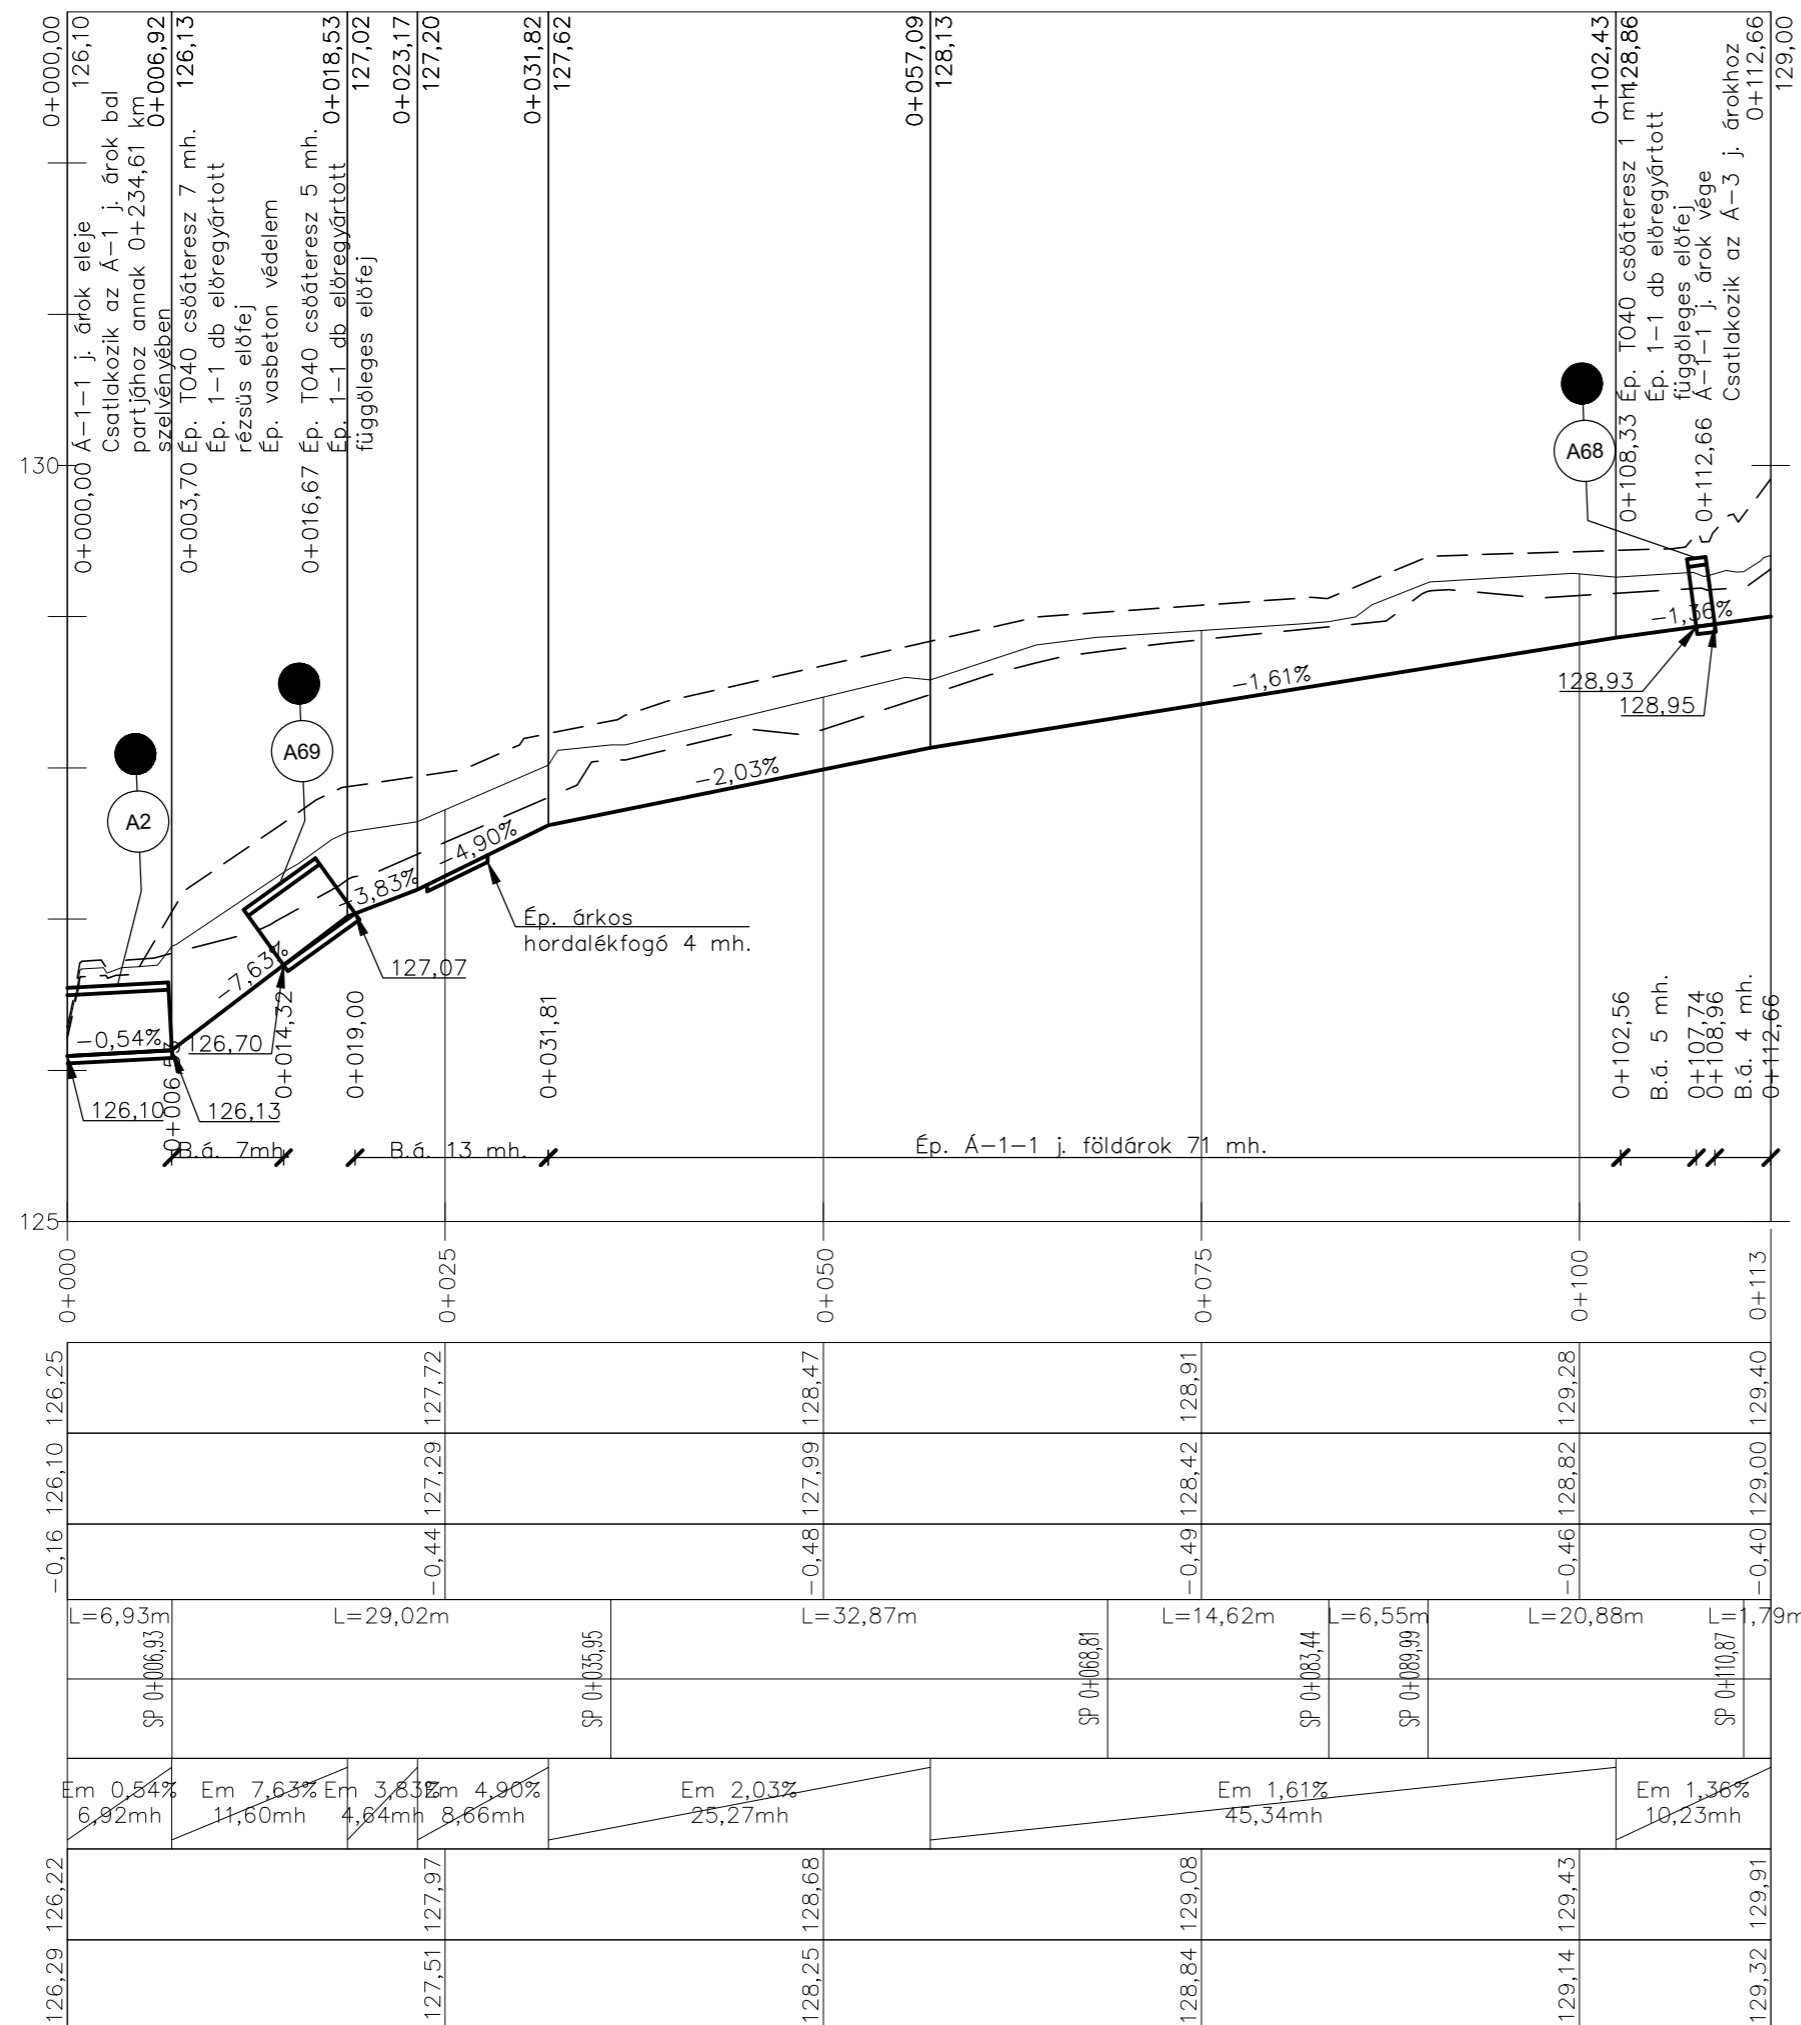 0+000,00
126,10
0+006,92
126,13
0+018,53
127,02
0+023,17
127,20
0+031,82
127,62
0+057,09
128,13
0+102,43
128,86
0+112,66
129,00
0+000,00 Á-1-1 j. árok eleje
Csatlakozik az Á-1 j. árok bal
partjához annak 0+234,61 km
szelvényében
0+003,70 Ép. TO40 csőáteresz 7 mh.
Ép. 1-1 db előregyártott
rézsüs előfej
Ép. vasbeton védelem
0+016,67 Ép. TO40 csőáteresz 5 mh.
Ép. 1-1 db előregyártott
függőleges előfej
0+108,33 Ép. TO40 csőáteresz 1 mh.
Ép. 1-1 db előregyártott
függőleges előfej
0+112,66 Á-1-1 j. árok vége
Csatlakozik az Á-3 j. árokhoz
130
A68
A69
A2
-1,36%
128,93
128,95
-1,61%
-2,03%
-4,90%
-3,83%
-7,63%
-0,54%
Ép. árkos
hordalékfogó 4 mh.
127,07
126,70
126,10
126,13
0+006,53
0+014,32
0+019,00
0+031,81
0+102,56
B.á. 5 mh.
0+107,74
0+108,96
B.á. 4 mh.
0+112,66
B.á. 7mh.
B.á. 13 mh.
Ép. Á-1-1 j. földárok 71 mh.
125
0+000
0+025
0+050
0+075
0+100
0+113
126,25
127,72
128,47
128,91
129,28
129,40
126,10
127,29
127,99
128,42
128,82
129,00
-0,16
-0,44
-0,48
-0,49
-0,46
-0,40
L=6,93m
L=29,02m
L=32,87m
L=14,62m
L=6,55m
L=20,88m
L=1,79m
SP 0+006,93
SP 0+035,95
SP 0+068,81
SP 0+083,44
SP 0+089,99
SP 0+110,87
Em 0,54%
6,92mh
Em 7,63%
11,60mh
Em 3,83%
4,64mh
Em 4,90%
8,66mh
Em 2,03%
25,27mh
Em 1,61%
45,34mh
Em 1,36%
10,23mh
126,22
127,97
128,68
129,08
129,43
129,91
126,29
127,51
128,25
128,84
129,14
129,32